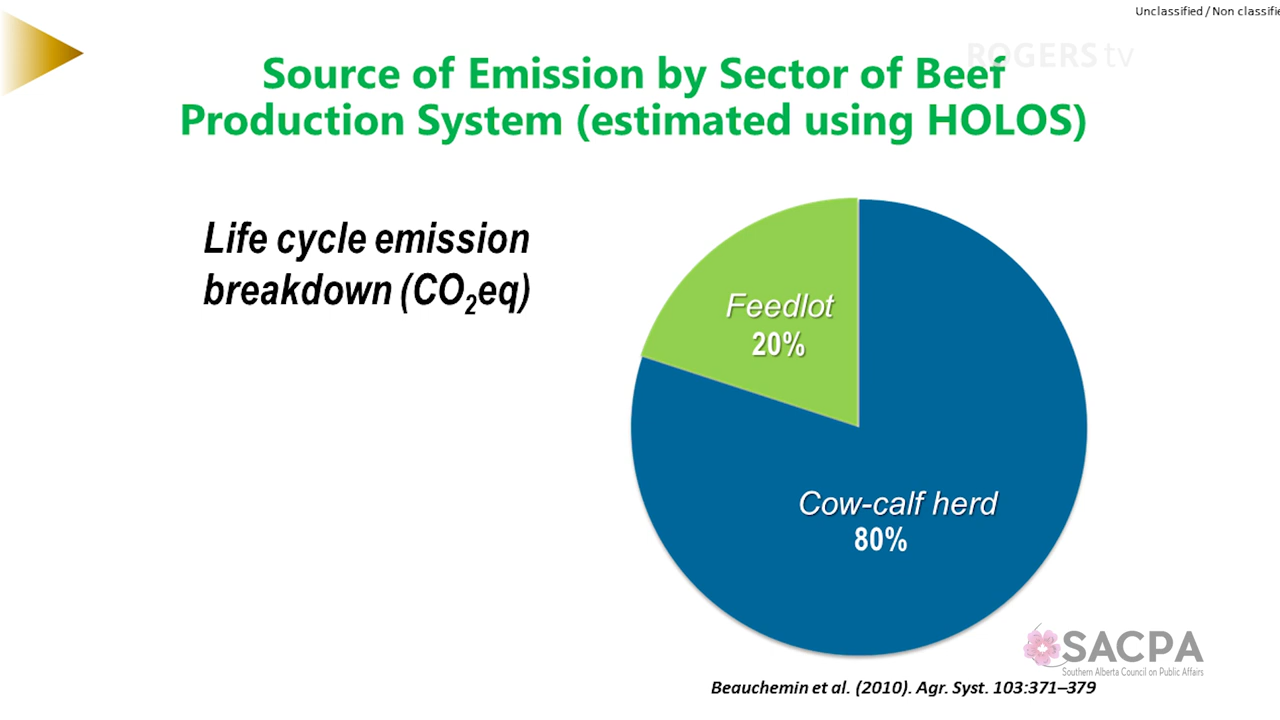 Unclassified / Non classifie
ROGERS tv
Source of Emission by Sector of Beef
Production System (estimated using HOLOS)
Life cycle emission
breakdown (CO₂eq)
Feedlot
20%
Cow-calf herd
80%
SACPA
Southern Alberta Council on Public Affairs
Beauchemin et al. (2010). Agr. Syst. 103:371–379